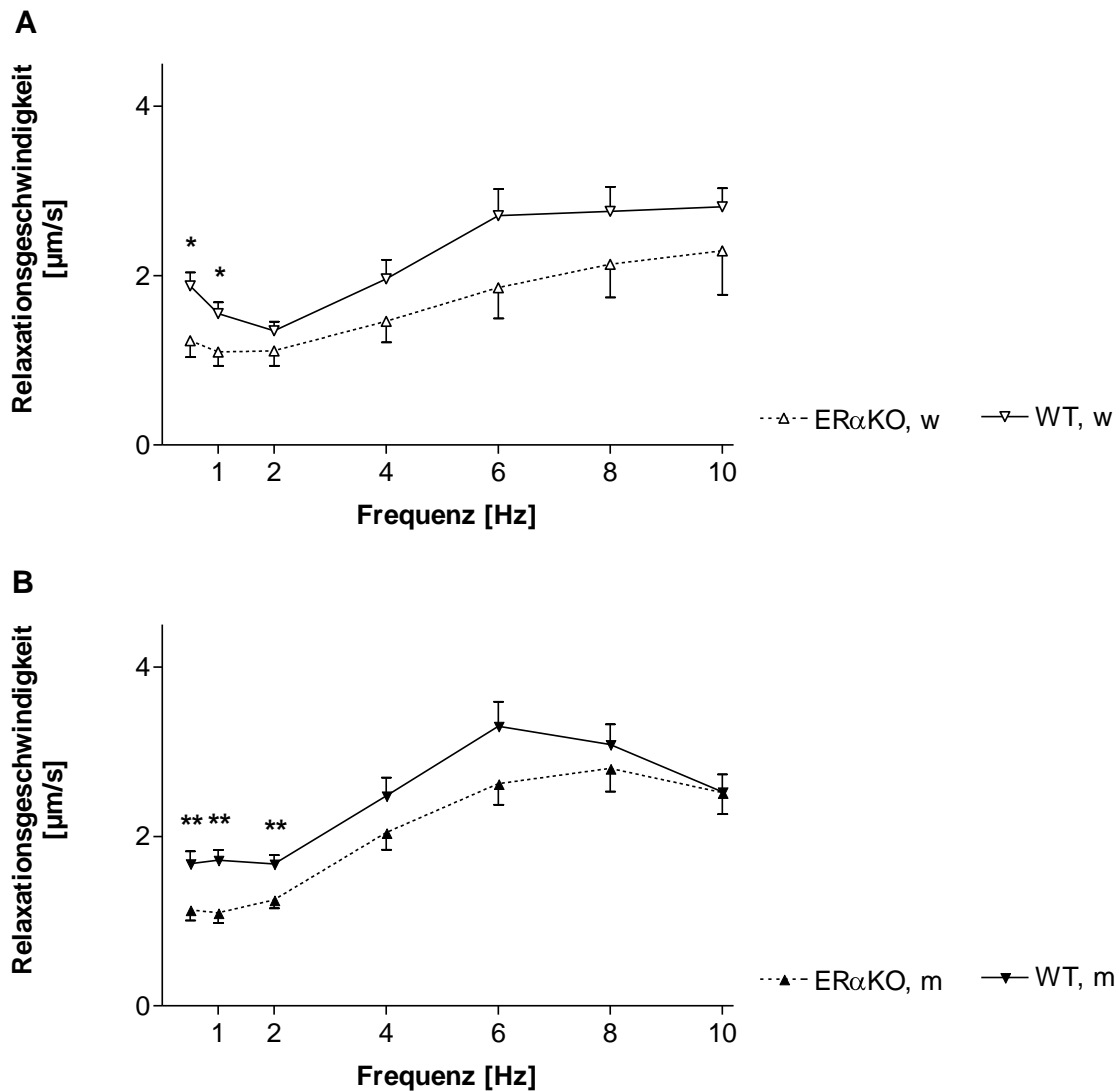 A
Relaxationsgeschwindigkeit
[µm/s]
4
2
0
*
*
1
2
4
6
8
10
Frequenz [Hz]
ERαKO, w
WT, w
B
Relaxationsgeschwindigkeit
[µm/s]
4
2
0
**
**
**
1
2
4
6
8
10
Frequenz [Hz]
ERαKO, m
WT, m